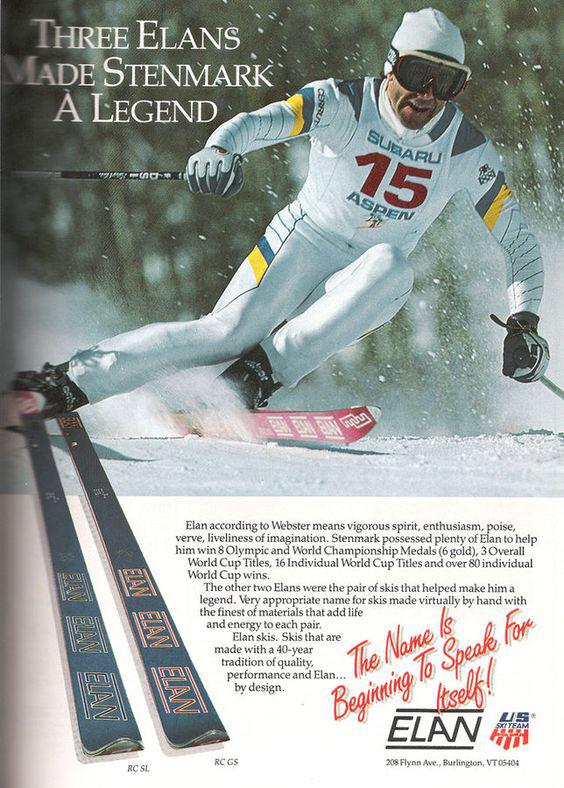 THREE ELANS
MADE STENMARK
À LEGEND
SUBARU
15
ASPEN
ELAN ELAN ELAN
Elan according to Webster means vigorous spirit, enthusiasm, poise,
verve, liveliness of imagination. Stenmark possessed plenty of Elan to help
him win 8 Olympic and World Championship Medals (6 gold), 3 Overall
World Cup Titles, 16 Individual World Cup Titles and over 80 individual
World Cup wins.
The other two Elans were the pair of skis that helped make him a
legend. Very appropriate name for skis made virtually by hand with
the finest of materials that add life
and energy to each pair.
Elan skis. Skis that are
made with a 40-year
tradition of quality,
performance and Elan...
by design.
The Name Is
Beginning To Speak For
Itself!
ELAN
ELAN
ELAN
ELAN
ELAN
ELAN
ELAN
US
SKI TEAM
208 Flynn Ave., Burlington, VT 05404
RC SL
RC GS